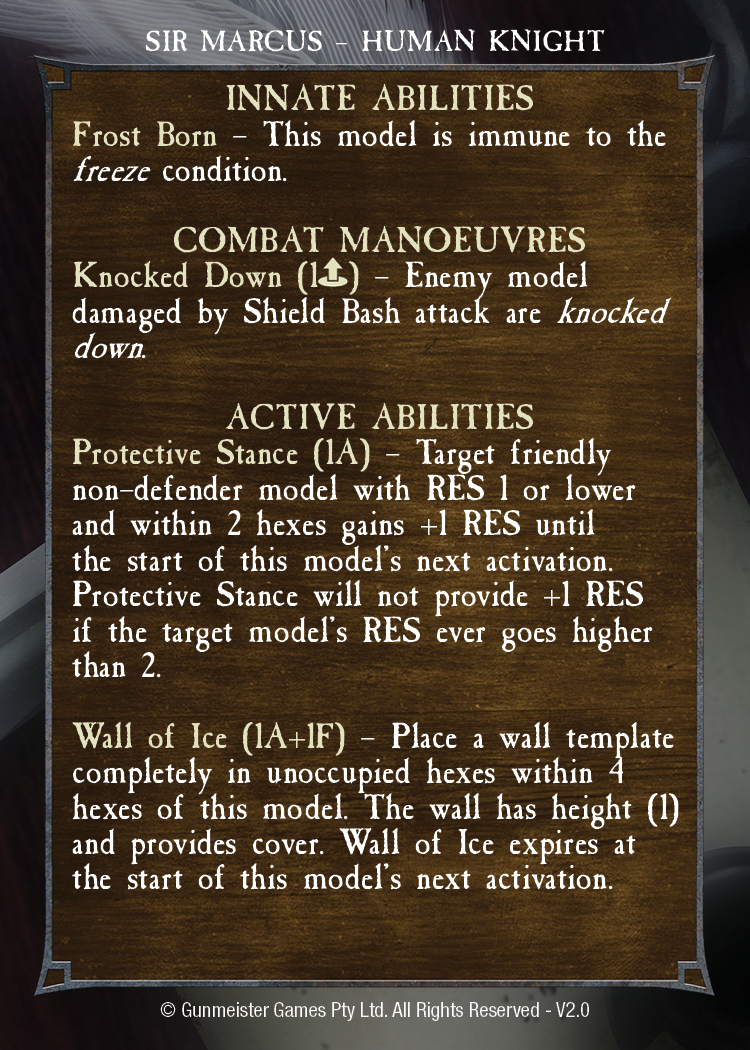 SIR MARCUS – HUMAN KNIGHT
INNATE ABILITIES
Frost Born – This model is immune to the
freeze condition.
COMBAT MANOEUVRES
Knocked Down (1) – Enemy model
damaged by Shield Bash attack are knocked
down.
ACTIVE ABILITIES
Protective Stance (1A) – Target friendly
non-defender model with RES 1 or lower
and within 2 hexes gains +1 RES until
the start of this model's next activation.
Protective Stance will not provide +1 RES
if the target model's RES ever goes higher
than 2.
Wall of Ice (1A+1F) – Place a wall template
completely in unoccupied hexes within 4
hexes of this model. The wall has height (1)
and provides cover. Wall of Ice expires at
the start of this model's next activation.
© Gunmeister Games Pty Ltd. All Rights Reserved - V2.0